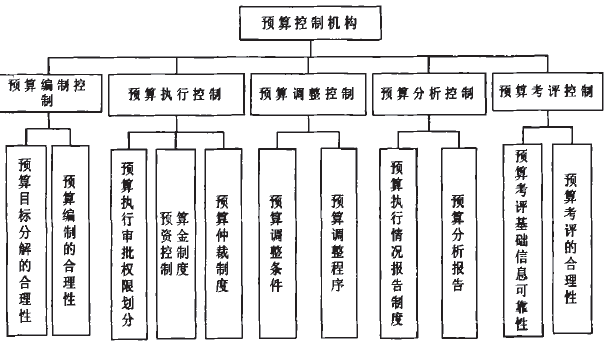 预算控制机构
预算编制控
制
预算执行控制
预算调整控制
预算分析控制
预算考评控制
预算目标分解的合理性
预算编制的合理性
预算执行审批权限划分
预算
资金
控制
制度
预算仲裁制度
预算调整条件
预算调整程序
预算执行情况报告制度
预算分析报告
预算考评基础信息可靠性
预算考评的合理性